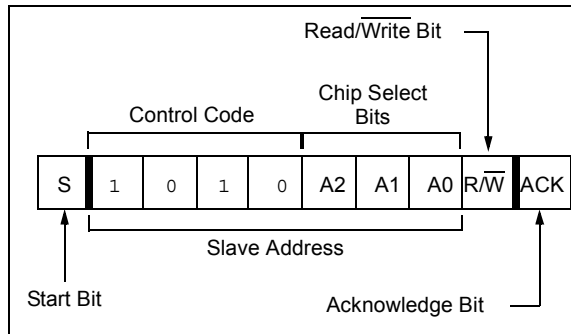 Read/Write Bit
Chip Select
Bits
Control Code
S 1 0 1 0 A2 A1 A0 R/W ACK
Slave Address
Start Bit
Acknowledge Bit